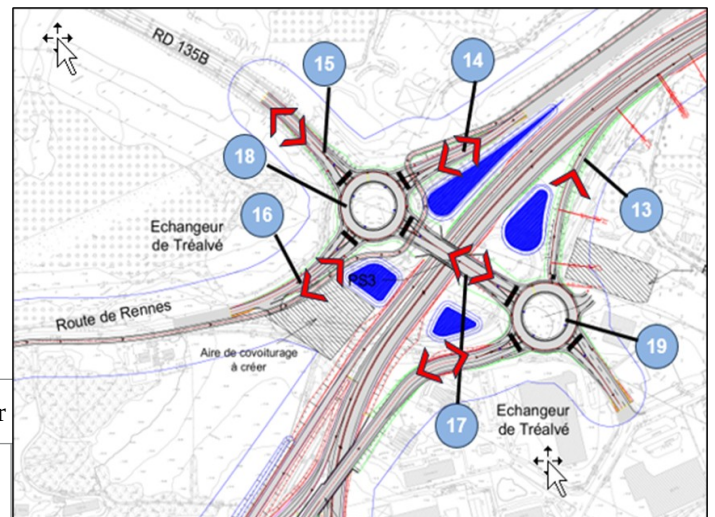 RD 135B
15
14
18
13
16
Echangeur
de Tréalvé
PS3
Route de Rennes
19
Aire de covoiturage
à créer
Echangeur
de Tréalvé
17